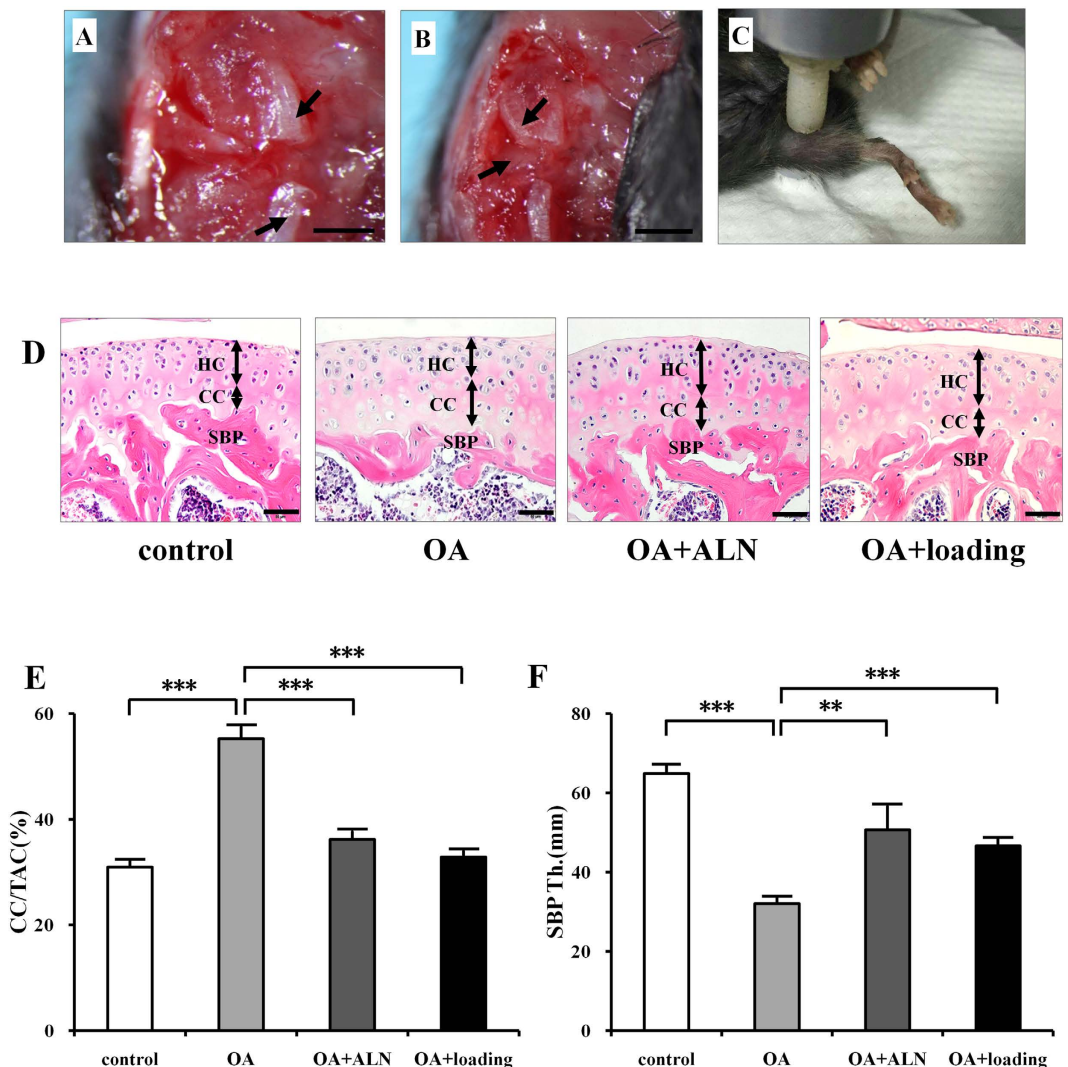 A
B
C
D
HC
CC
SBP
HC
CC
SBP
HC
CC
SBP
HC
CC
SBP
control
OA
OA+ALN
OA+loading
E
***
***
***
CC/TAC(%)
60
40
20
0
control
OA
OA+ALN
OA+loading
F
***
***
**
SBP Th.(mm)
80
60
40
20
0
control
OA
OA+ALN
OA+loading